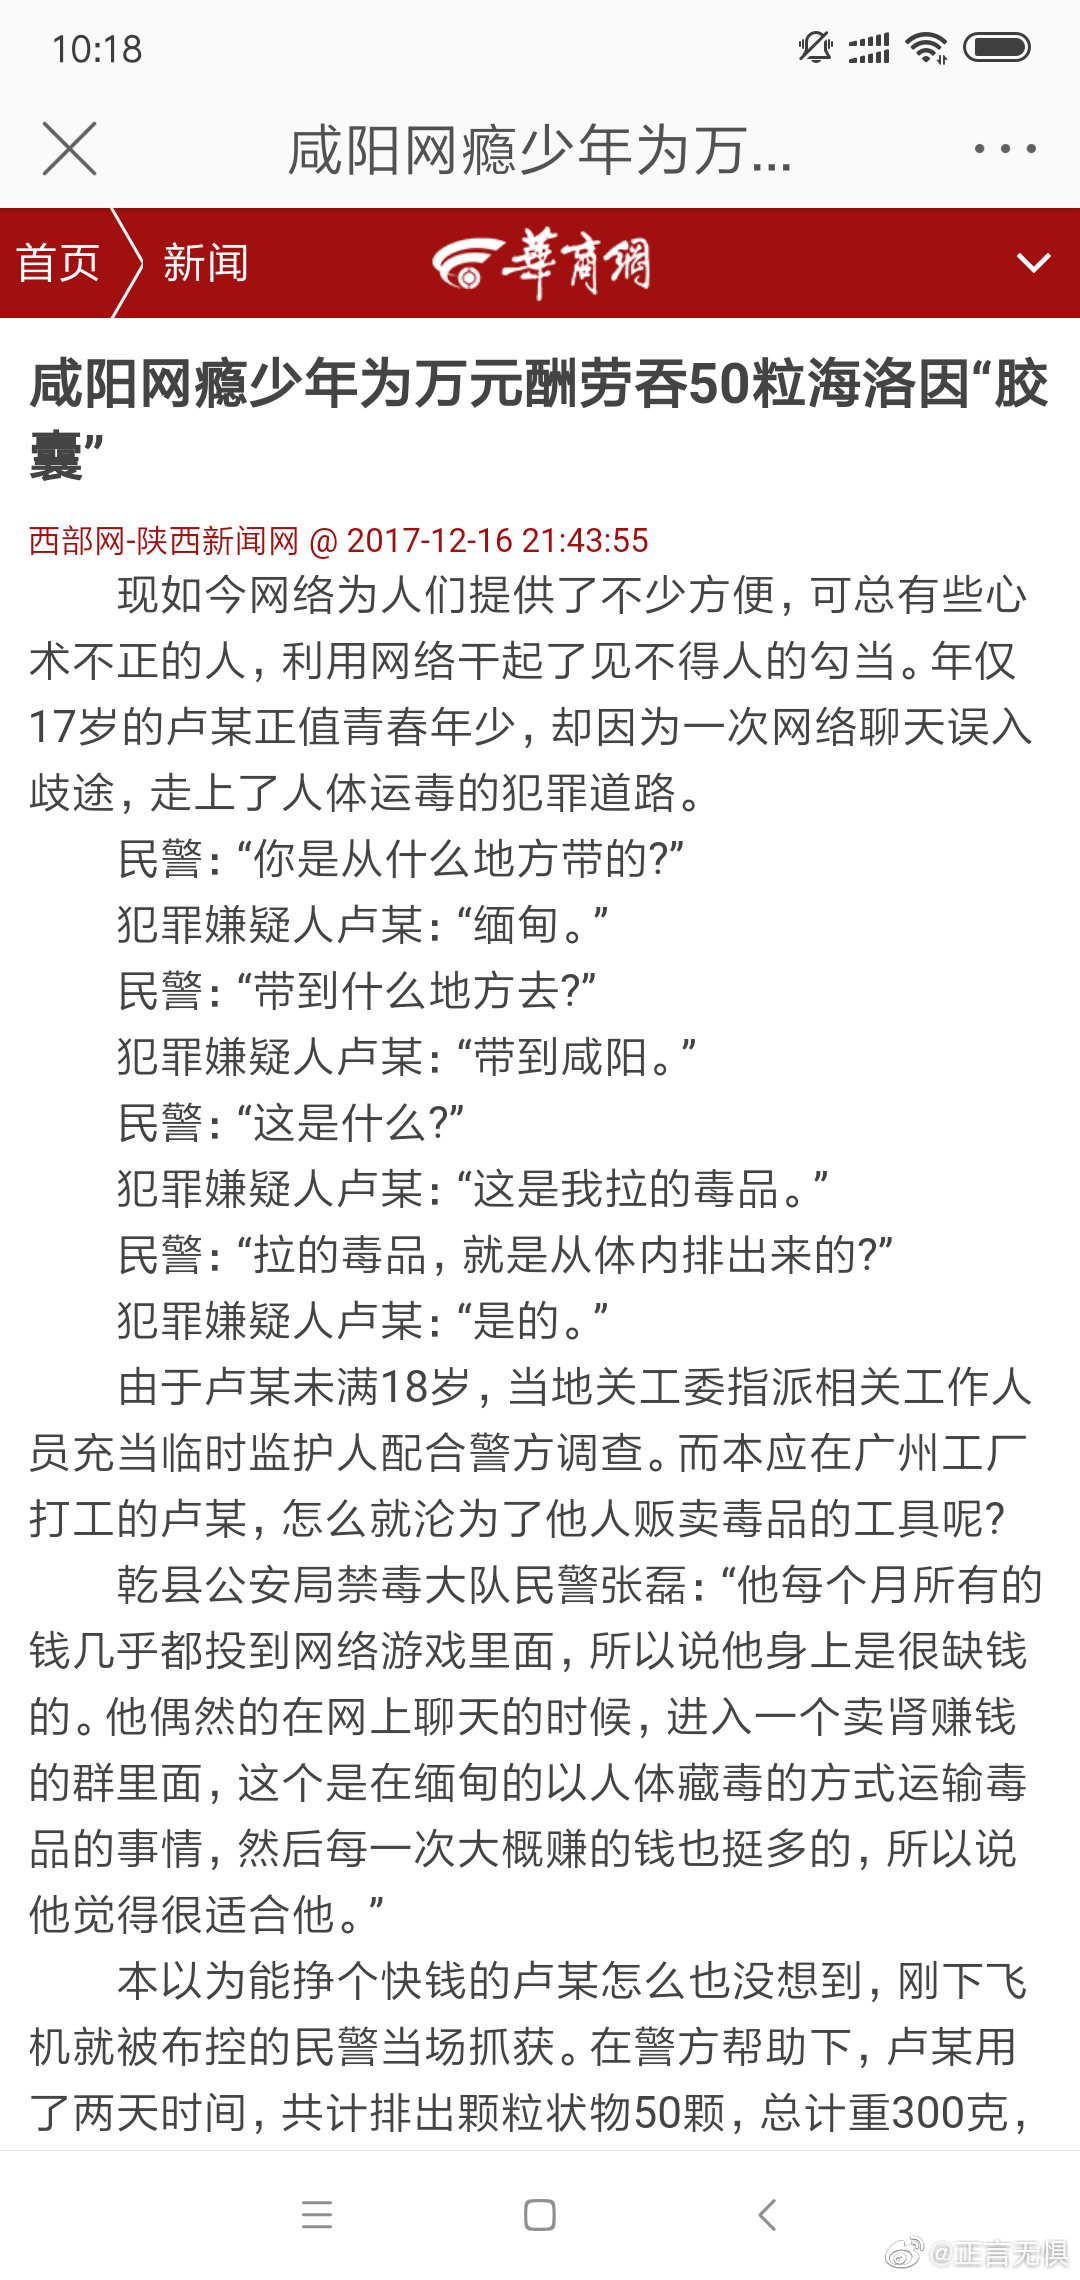 10:18
咸阳网瘾少年为万...
首页
新闻
華商網
咸阳网瘾少年为万元酬劳吞50粒海洛因“胶
囊”
西部网-陕西新闻网 @ 2017-12-16 21:43:55
现如今网络为人们提供了不少方便，可总有些心
术不正的人，利用网络干起了见不得人的勾当。年仅
17岁的卢某正值青春年少，却因为一次网络聊天误入
歧途，走上了人体运毒的犯罪道路。
民警：“你是从什么地方带的?”
犯罪嫌疑人卢某：“缅甸。”
民警：“带到什么地方去?”
犯罪嫌疑人卢某：“带到咸阳。”
民警：“这是什么?”
犯罪嫌疑人卢某：“这是我拉的毒品。”
民警：“拉的毒品，就是从体内排出来的?”
犯罪嫌疑人卢某：“是的。”
由于卢某未满18岁，当地关工委指派相关工作人
员充当临时监护人配合警方调查。而本应在广州工厂
打工的卢某，怎么就沦为了他人贩卖毒品的工具呢?
乾县公安局禁毒大队民警张磊：“他每个月所有的
钱几乎都投到网络游戏里面，所以说他身上是很缺钱
的。他偶然的在网上聊天的时候，进入一个卖肾赚钱
的群里面，这个是在缅甸的以人体藏毒的方式运输毒
品的事情，然后每一次大概赚的钱也挺多的，所以说
他觉得很适合他。”
本以为能挣个快钱的卢某怎么也没想到，刚下飞
机就被布控的民警当场抓获。在警方帮助下，卢某用
了两天时间，共计排出颗粒状物50颗，总计重300克，
@正言无惧